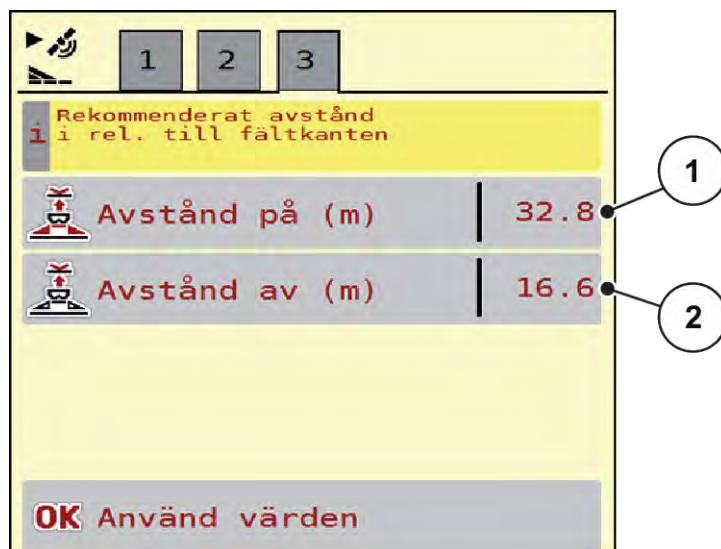 1 2 3
i Rekommenderat avstånd
i rel. till fältkanten
Avstånd på (m) 32.8
1
Avstånd av (m) 16.6
2
OK Använd värden